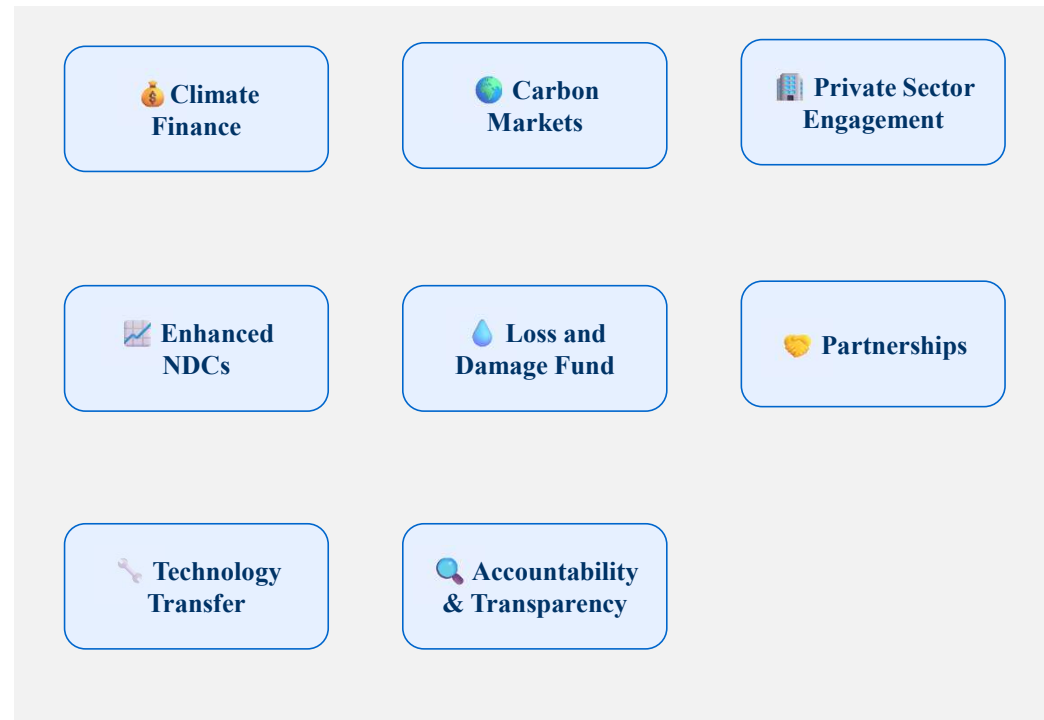 💰Climate
Finance
🌍 Carbon
Markets
🏢 Private Sector
Engagement
📈 Enhanced
NDCs
💧 Loss and
Damage Fund
🤝 Partnerships
🔧 Technology
Transfer
🔍 Accountability
& Transparency